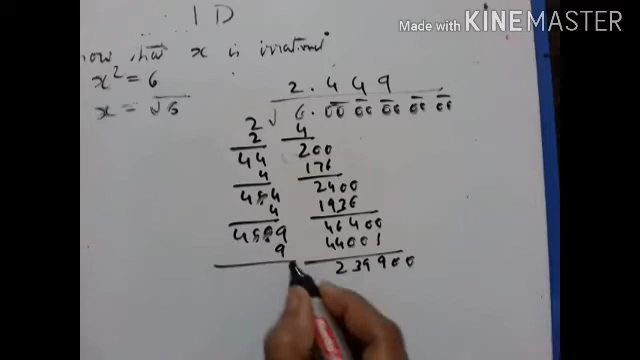 1 D
Made with KINEMASTER
show that x is irrational
x² = 6
x = √6
2.449
2 √6.00 00 00 00 00
2 4
44 200
4 176
484 2400
4 1936
4889 46400
9 44001
239900